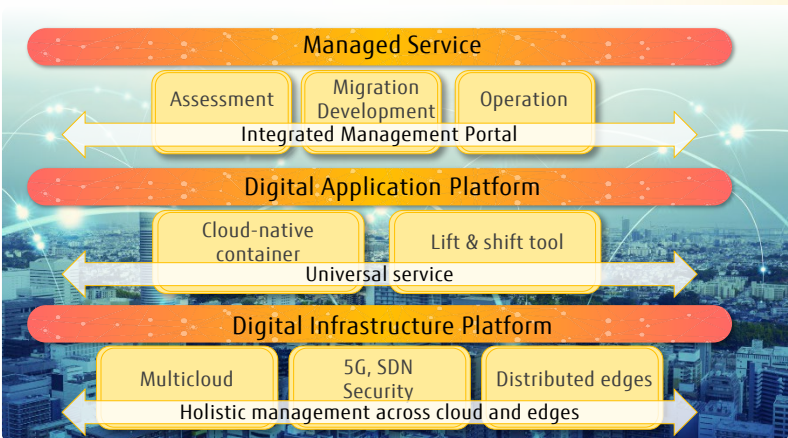 Managed Service
Assessment
Migration
Development
Operation
Integrated Management Portal
Digital Application Platform
Cloud-native
container
Lift & shift tool
Universal service
Digital Infrastructure Platform
Multicloud
5G, SDN
Security
Distributed edges
Holistic management across cloud and edges